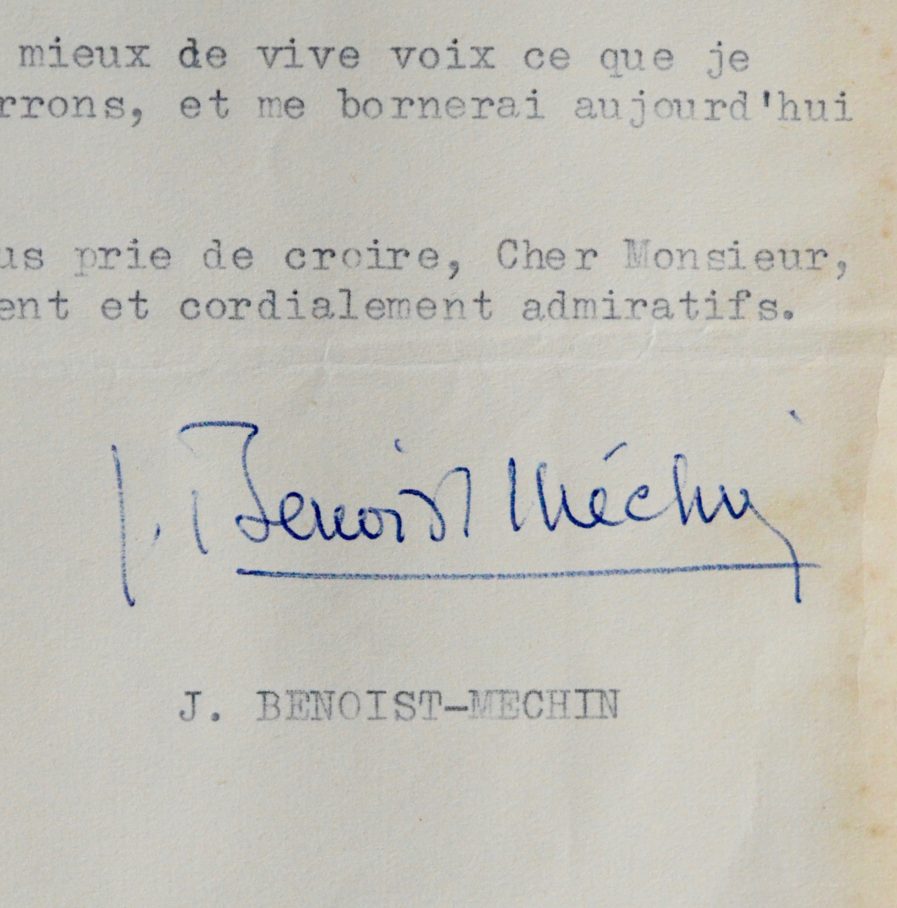 mieux de vive voix ce que je
rrons, et me bornerai aujourd'hui
us prie de croire, Cher Monsieur,
ent et cordialement admiratifs.
J. Benoist Méchin
J. BENOIST-MECHIN